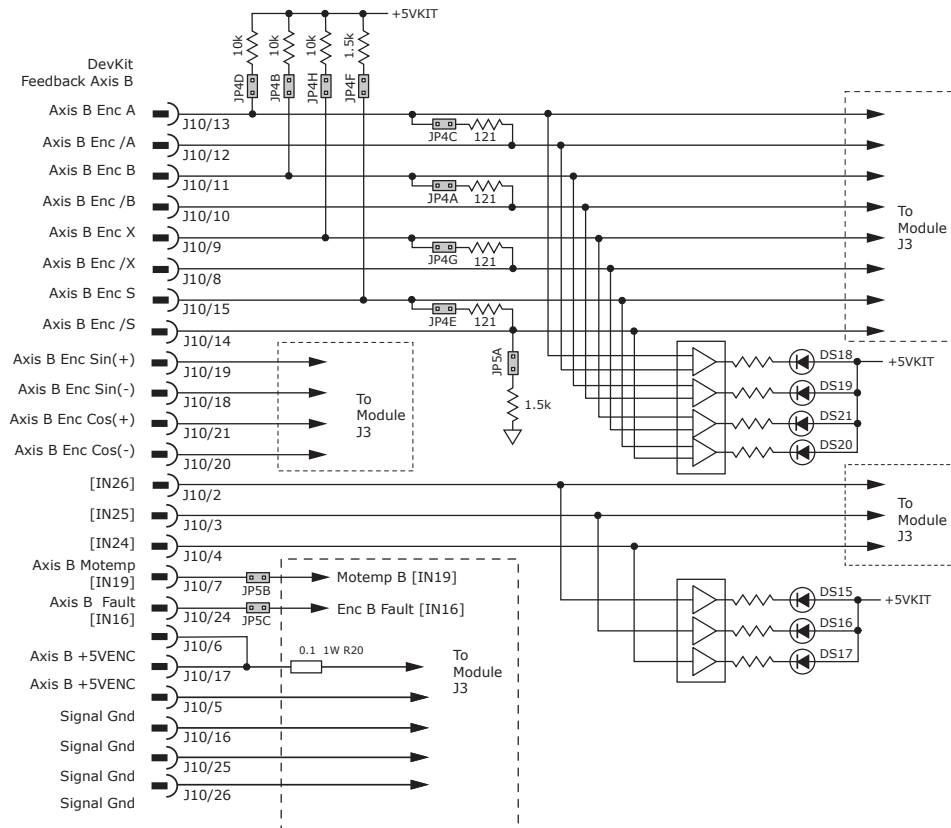 +5VKIT
10k
10k
10k
1.5k
DevKit
Feedback Axis B
JP4D
JP4B
JP4H
JP4F
Axis B Enc A
J10/13
JP4C
121
Axis B Enc /A
J10/12
Axis B Enc B
J10/11
JP4A
121
Axis B Enc /B
J10/10
To
Module
J3
Axis B Enc X
J10/9
JP4G
121
Axis B Enc /X
J10/8
Axis B Enc S
J10/15
JP4E
121
Axis B Enc /S
J10/14
JP5A
1.5k
DS18
+5VKIT
DS19
DS21
DS20
Axis B Enc Sin(+)
J10/19
Axis B Enc Sin(-)
J10/18
To
Module
J3
Axis B Enc Cos(+)
J10/21
Axis B Enc Cos(-)
J10/20
[IN26]
J10/2
[IN25]
J10/3
To
Module
J3
[IN24]
J10/4
Axis B Motemp
[IN19]
J10/7
JP5B
Motemp B [IN19]
Axis B Fault
[IN16]
J10/24
JP5C
Enc B Fault [IN16]
DS15
+5VKIT
DS16
DS17
J10/6
Axis B +5VENC
J10/17
0.1 1W R20
To
Module
J3
Axis B +5VENC
J10/5
Signal Gnd
J10/16
Signal Gnd
J10/25
Signal Gnd
J10/26
Signal Gnd